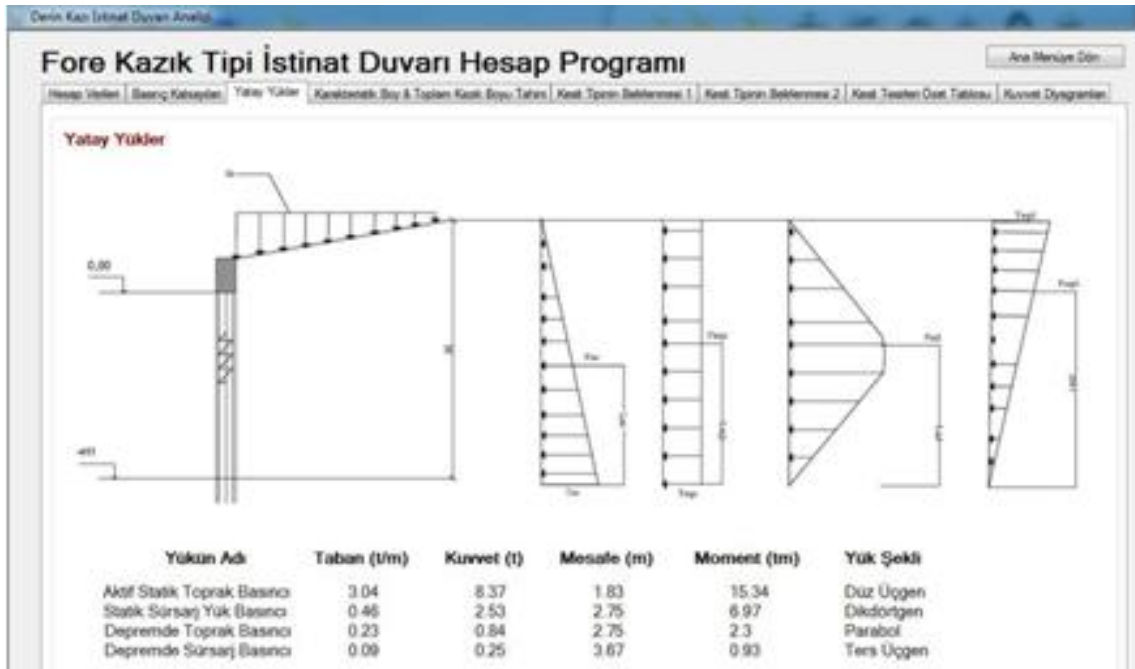 Derin Kazı İstinat Duvarı Analizi
Fore Kazık Tipi İstinat Duvarı Hesap Programı
Ana Menüye Dön
Hesap Verileri
Basınç Katsayıları
Yatay Yükler
Karakteristik Boy & Toplam Kazık Boyu Tahmi
Kesit Tipinin Belirlenmesi 1
Kesit Tipinin Belirlenmesi 2
Kesit Tesirleri Özet Tablosu
Kuvvet Diyagramları
Yatay Yükler
0,00
Yükün Adı Taban (t/m) Kuvvet (t) Mesafe (m) Moment (tm) Yük Şekli
Aktif Statik Toprak Basıncı 3.04 8.37 1.83 15.34 Düz Üçgen
Statik Sürşarj Yük Basıncı 0.46 2.53 2.75 6.97 Dikdörtgen
Depremde Toprak Basıncı 0.23 0.84 2.75 2.3 Parabol
Depremde Sürşarj Basıncı 0.09 0.25 3.67 0.93 Ters Üçgen